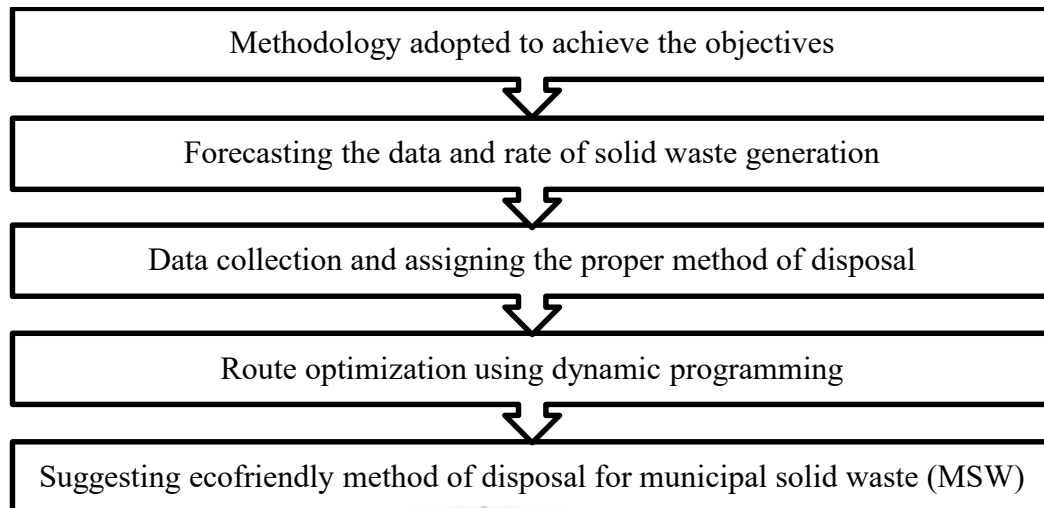 Methodology adopted to achieve the objectives
Forecasting the data and rate of solid waste generation
Data collection and assigning the proper method of disposal
Route optimization using dynamic programming
Suggesting ecofriendly method of disposal for municipal solid waste (MSW)